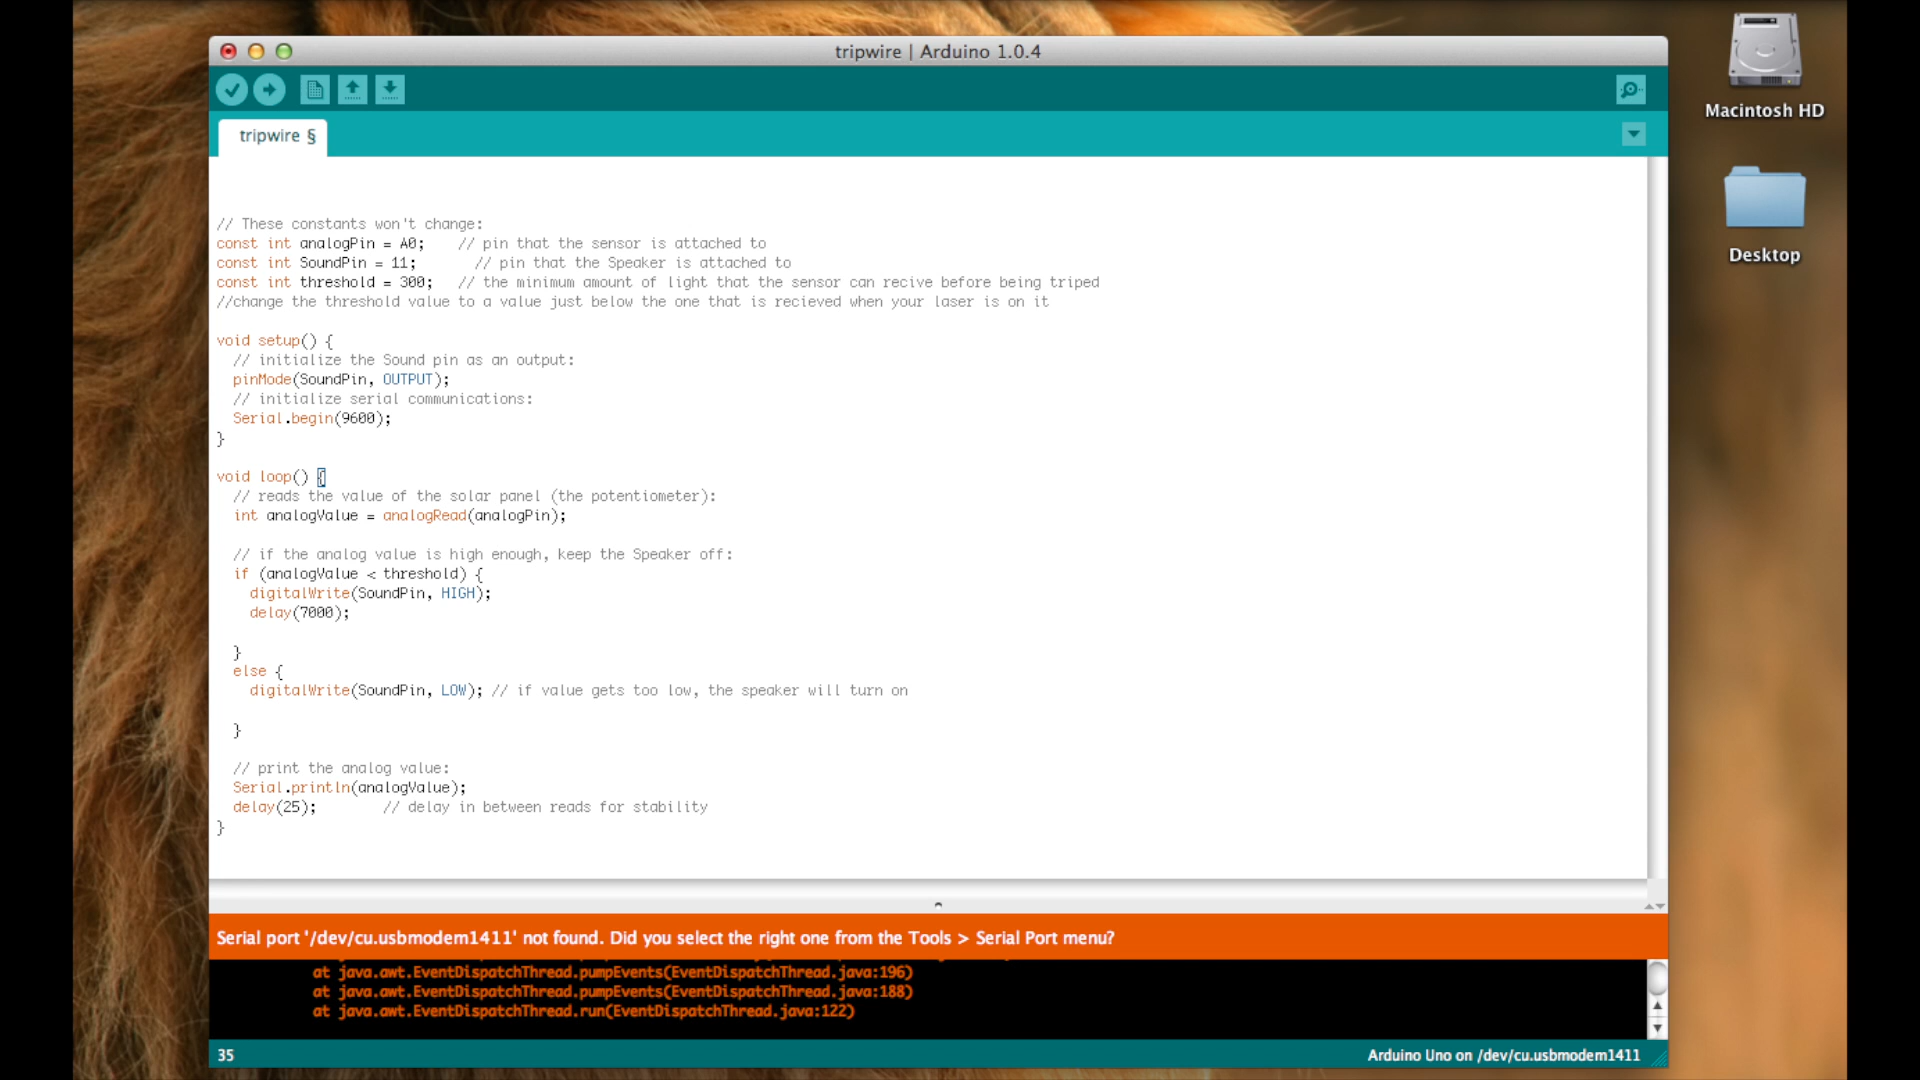 tripwire | Arduino 1.0.4
Macintosh HD
tripwire §
Desktop
// These constants won't change:
const int analogPin = A0;    // pin that the sensor is attached to
const int SoundPin = 11;       // pin that the Speaker is attached to
const int threshold = 300;   // the minimum amount of light that the sensor can recive before being triped
//change the threshold value to a value just below the one that is recieved when your laser is on it
void setup() {
  // initialize the Sound pin as an output:
  pinMode(SoundPin, OUTPUT);
  // initialize serial communications:
  Serial.begin(9600);
}
void loop() {
  // reads the value of the solar panel (the potentiometer):
  int analogValue = analogRead(analogPin);
  // if the analog value is high enough, keep the Speaker off:
  if (analogValue < threshold) {
    digitalWrite(SoundPin, HIGH);
    delay(7000);
  }
  else {
    digitalWrite(SoundPin, LOW); // if value gets too low, the speaker will turn on
  }
  // print the analog value:
  Serial.println(analogValue);
  delay(25);        // delay in between reads for stability
}
Serial port '/dev/cu.usbmodem1411' not found. Did you select the right one from the Tools > Serial Port menu?
at java.awt.EventDispatchThread.pumpEvents(EventDispatchThread.java:196)
at java.awt.EventDispatchThread.pumpEvents(EventDispatchThread.java:188)
at java.awt.EventDispatchThread.run(EventDispatchThread.java:122)
35
Arduino Uno on /dev/cu.usbmodem1411